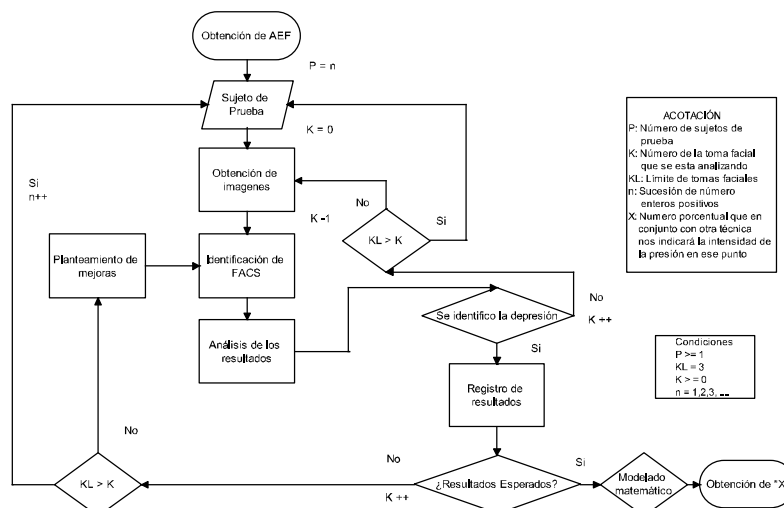 Obtención de AEF
P = n
Sujeto de
Prueba
K = 0
Si
n++
Obtención de
imagenes
No
Si
K -1
KL > K
Planteamiento de
mejoras
Identificación de
FACS
Análisis de los
resultados
Se identifico la depresión
No
K ++
Si
Registro de
resultados
No
No
KL > K
K ++
¿Resultados Esperados?
Si
Modelado
matemático
Obtención de "X
ACOTACIÓN
P: Número de sujetos de
prueba
K: Número de la toma facial
que se esta analizando
KL: Límite de tomas faciales
n: Sucesión de número
enteros positivos
X: Numero porcentual que en
conjunto con otra técnica
nos indicará la intensidad de
la presión en ese punto
Condiciones
P >= 1
KL = 3
K > = 0
n = 1,2,3, ...